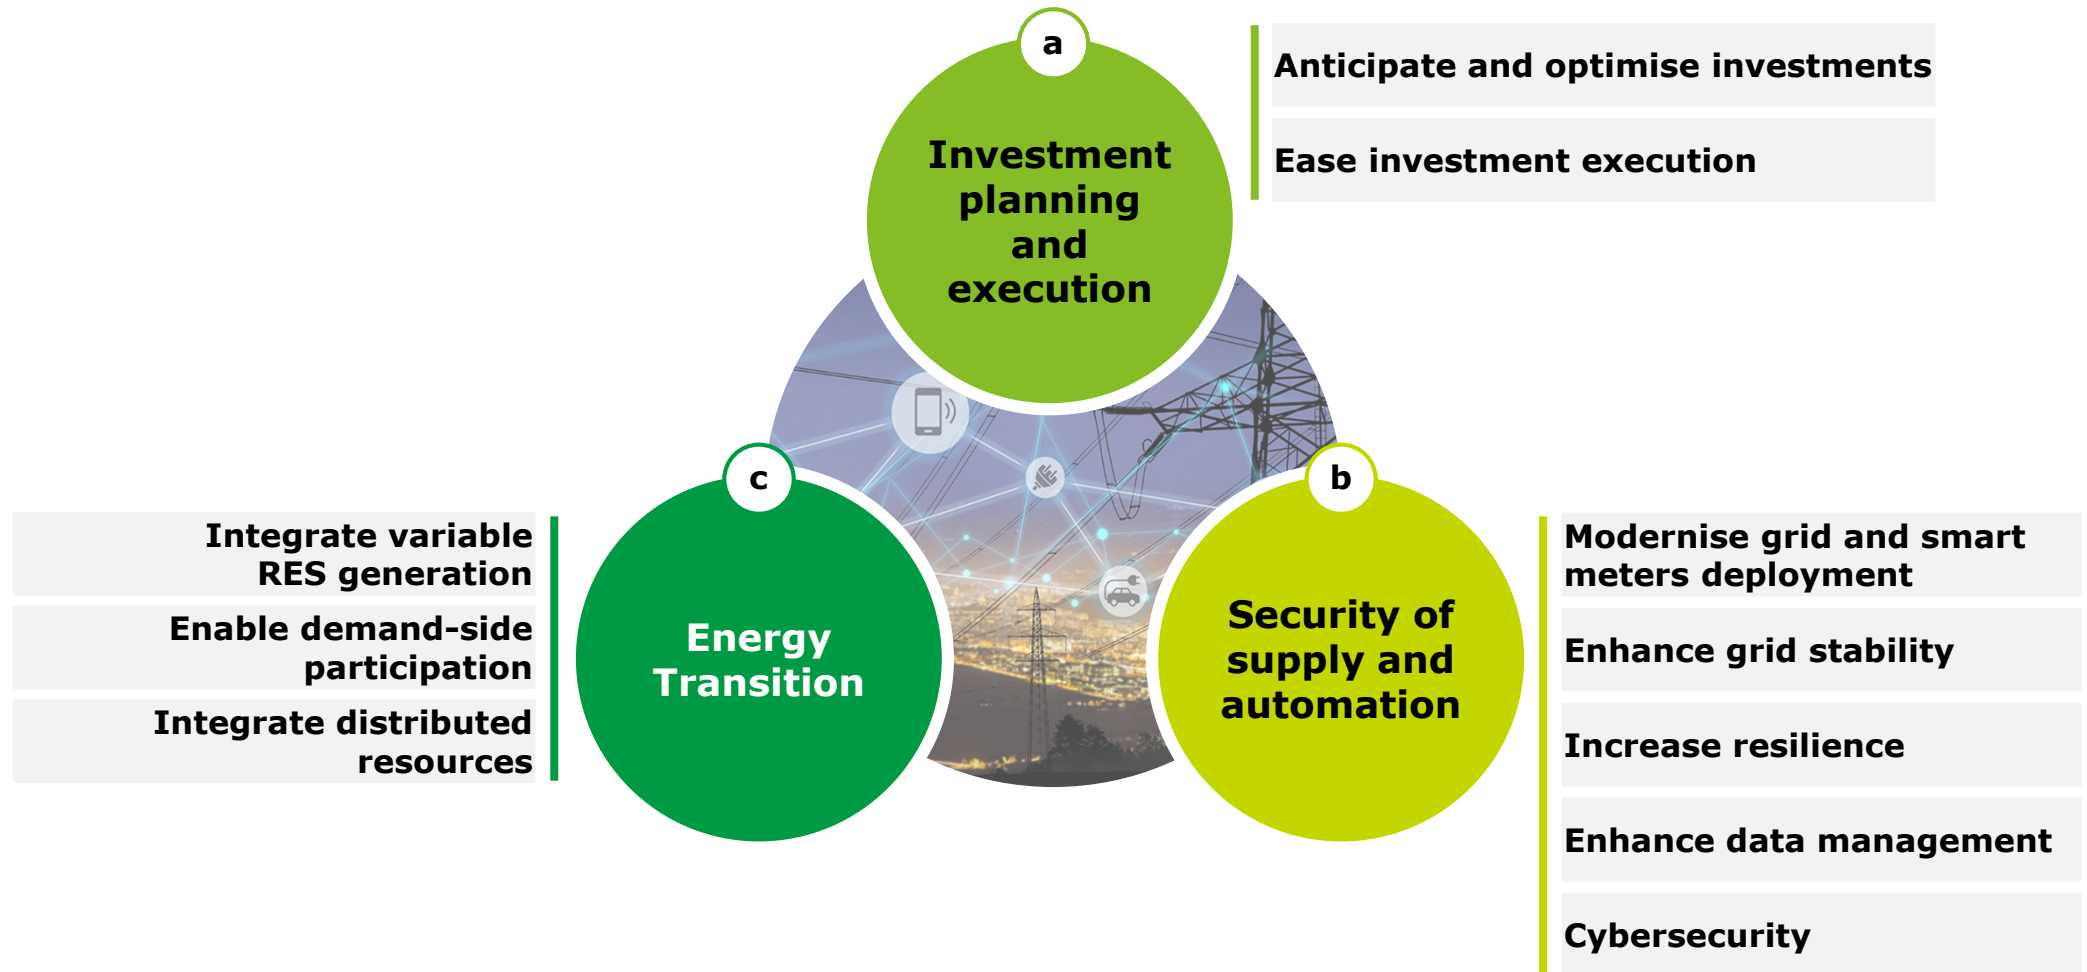 a
Investment
planning
and
execution
Anticipate and optimise investments
Ease investment execution
b
Security of
supply and
automation
Modernise grid and smart
meters deployment
Enhance grid stability
Increase resilience
Enhance data management
Cybersecurity
c
Energy
Transition
Integrate variable
RES generation
Enable demand-side
participation
Integrate distributed
resources